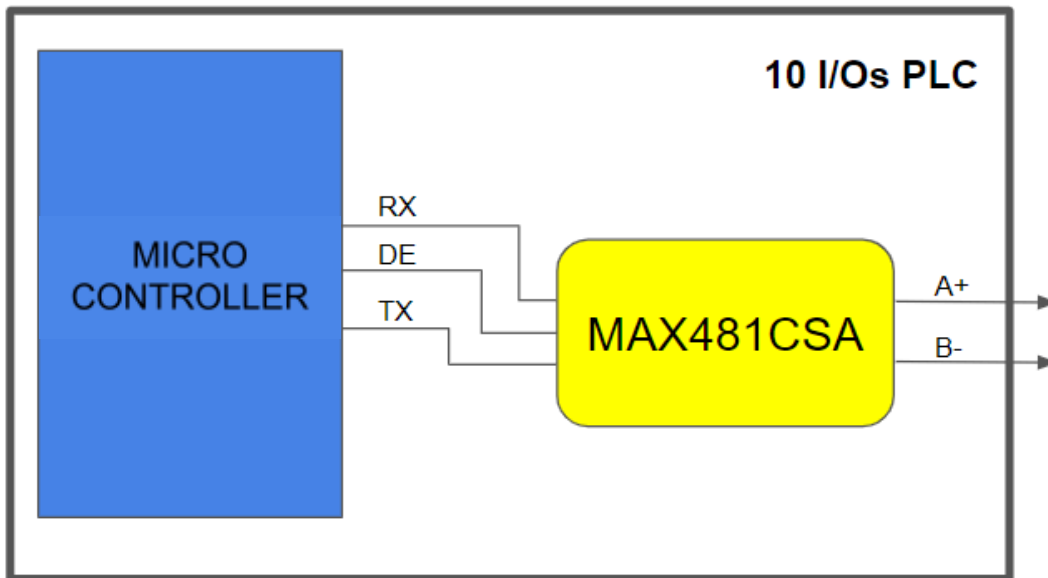 10 I/Os PLC
RX
DE
TX
MICRO
CONTROLLER
MAX481CSA
A+
B-